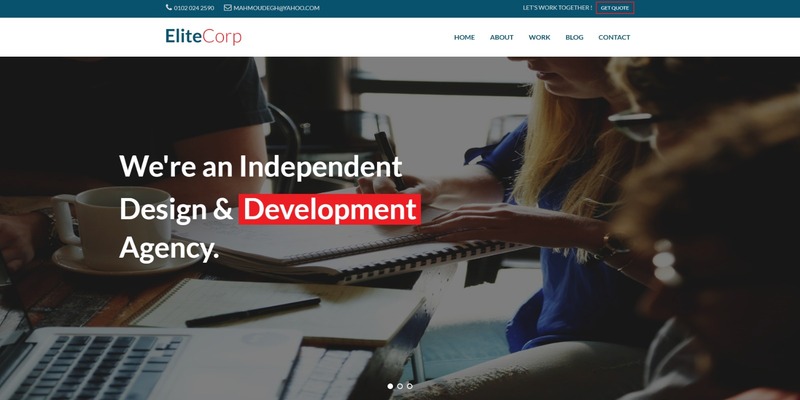 0102 024 2590 MAHMOUDEGH@YAHOO.COM LET'S WORK TOGETHER ! GET QUOTE
EliteCorp HOME ABOUT WORK BLOG CONTACT
We're an Independent
Design & Development
Agency.